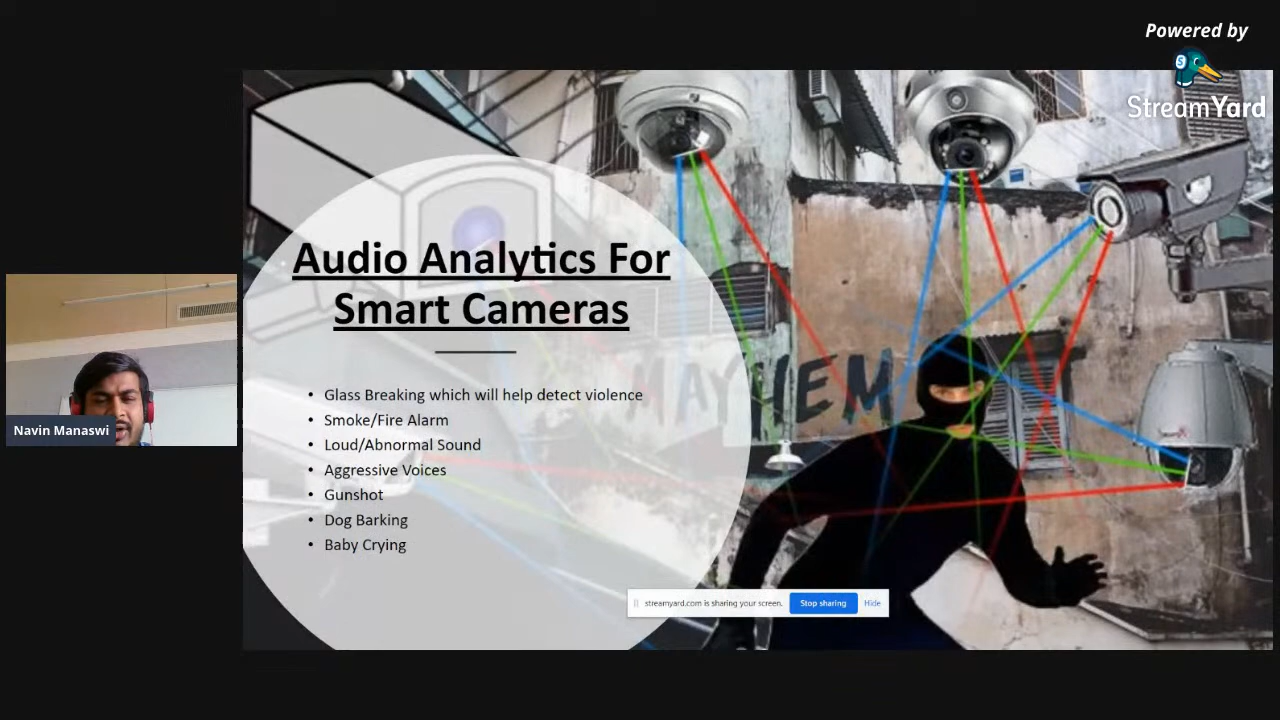 Powered by
StreamYard
Audio Analytics For
Smart Cameras
• Glass Breaking which will help detect violence
• Smoke/Fire Alarm
• Loud/Abnormal Sound
• Aggressive Voices
• Gunshot
• Dog Barking
• Baby Crying
MAYHEM
Navin Manaswi
streamyard.com is sharing your screen.
Stop sharing
Hide